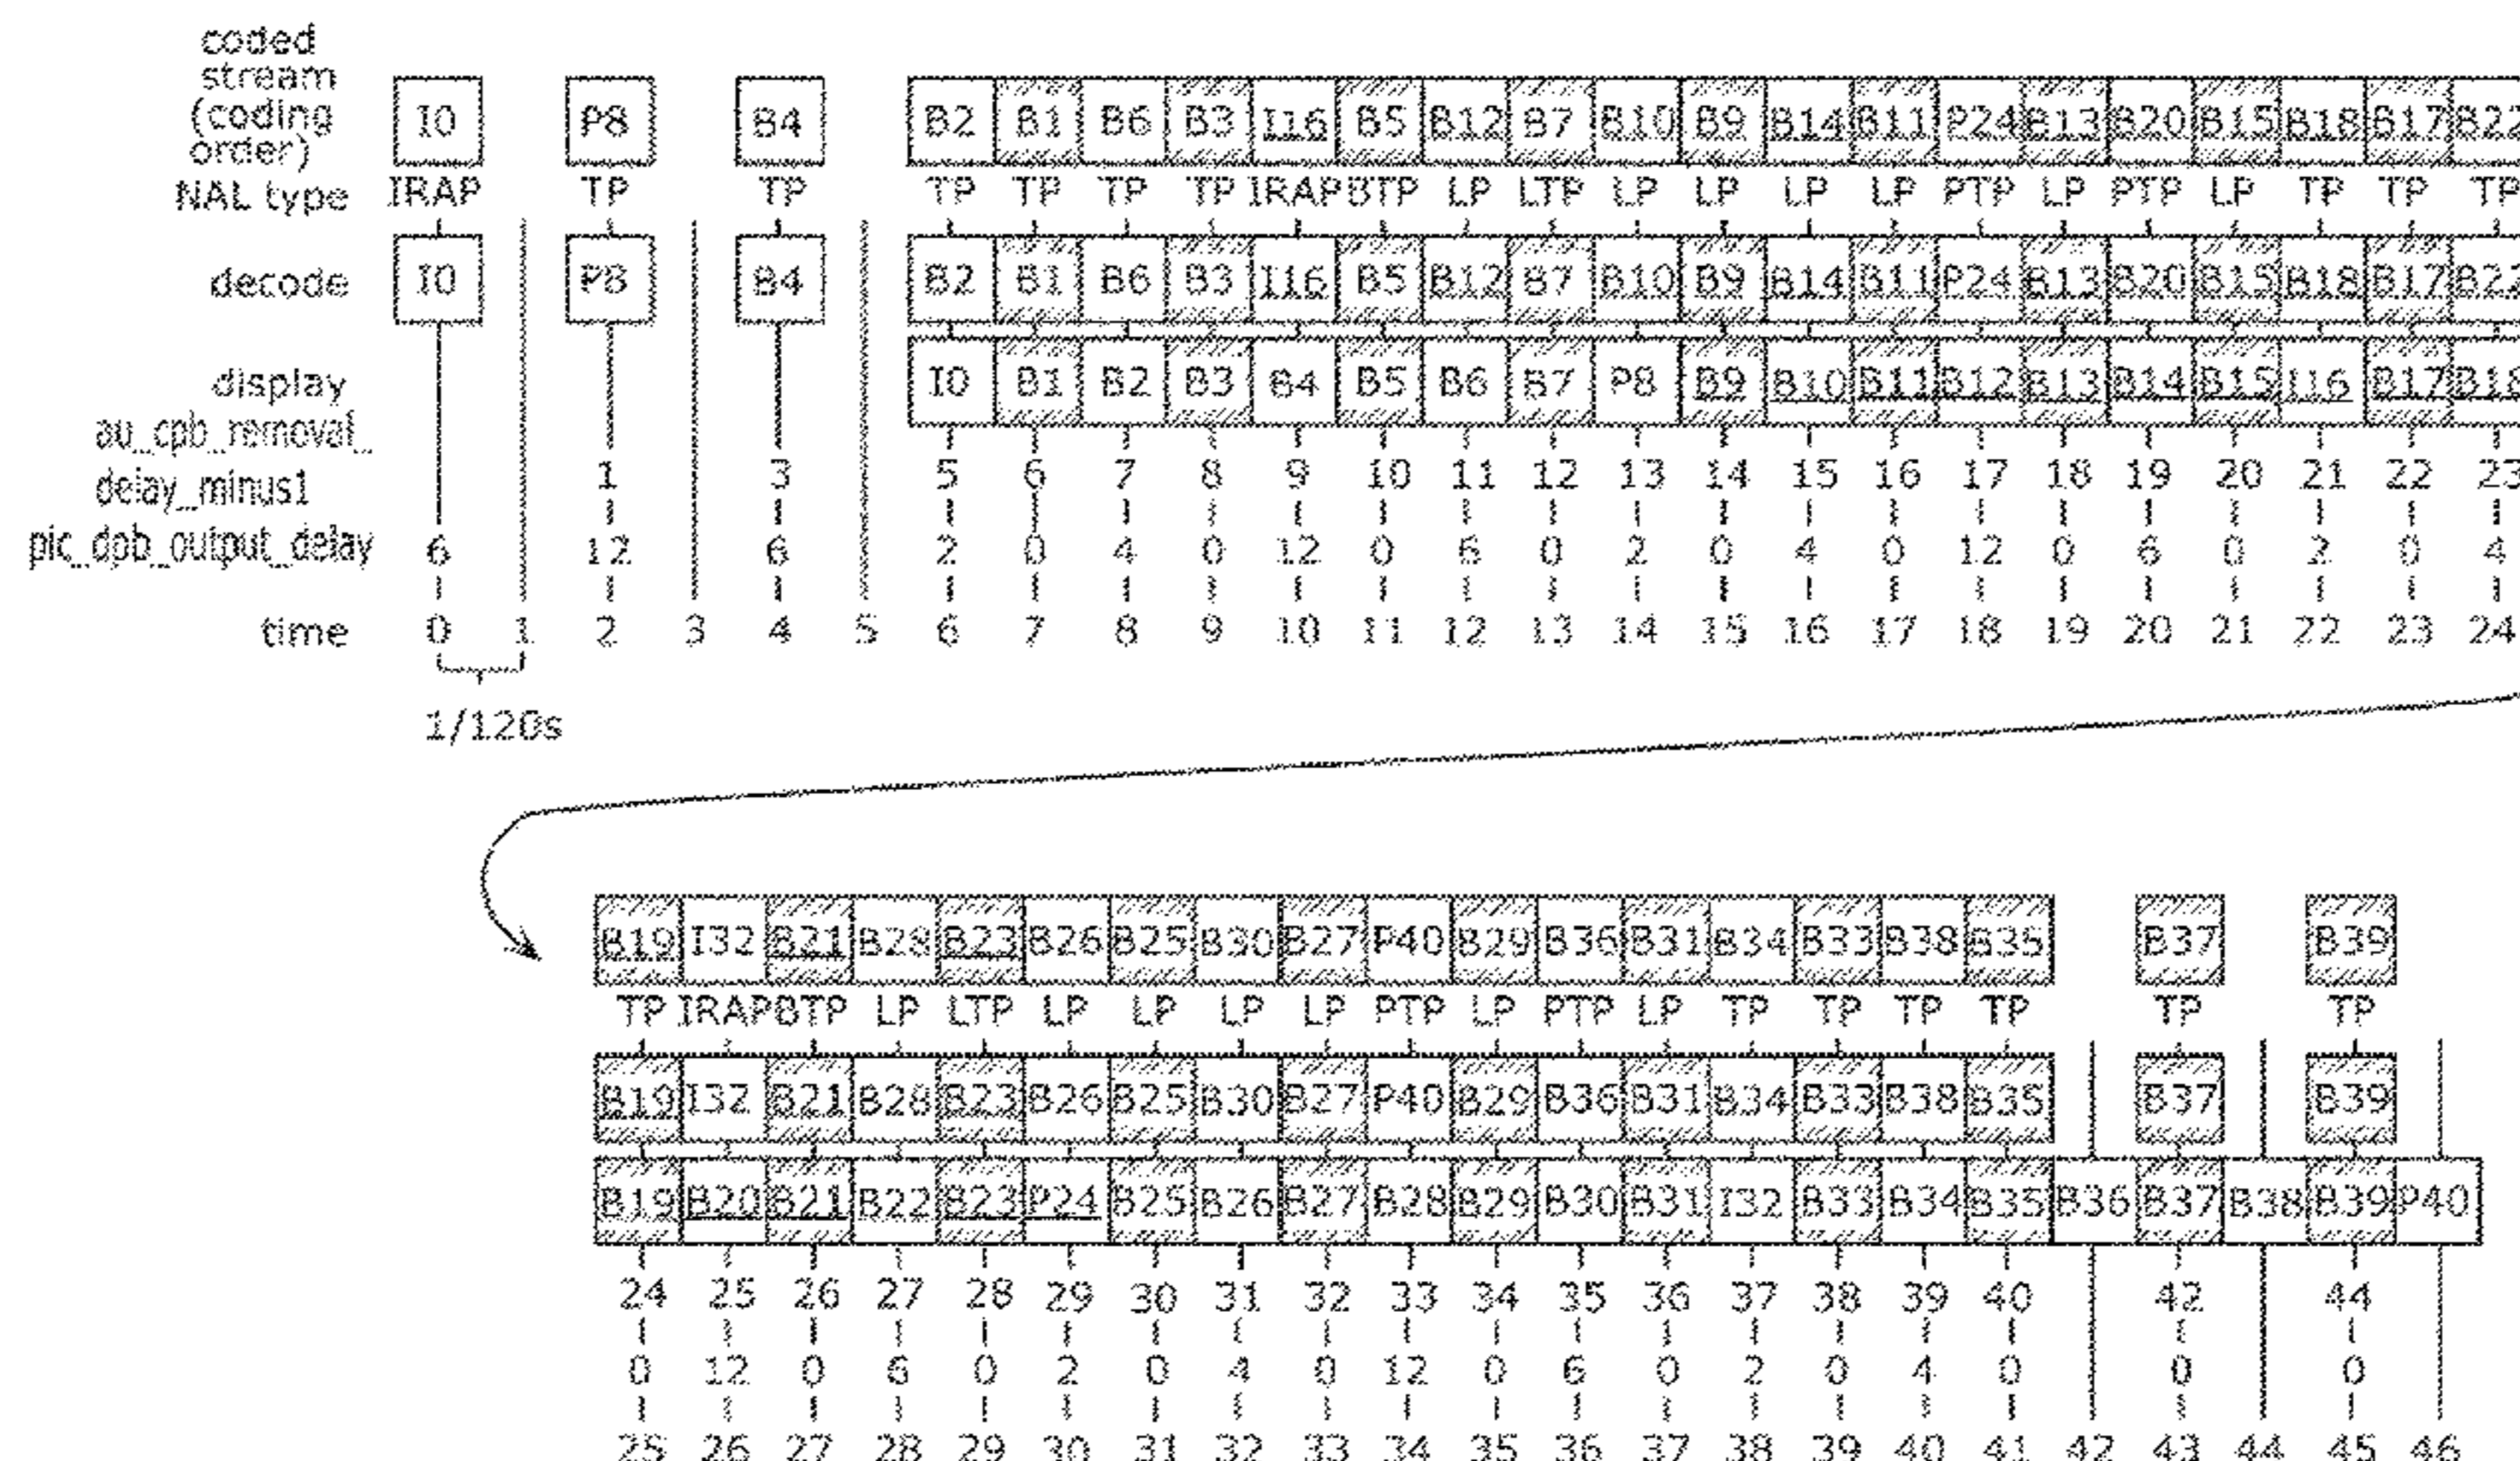 coded
stream
(coding
order)
I0 P8 B4 B2 B1 B6 B3 I16 B5 B12 B7 B10 B9 B14 B11 P24 B13 B20 B15 B18 B17 B22
NAL type IRAP TP TP TP TP TP TP IRAP BTP LP LTP LP LP LP LP PTP LP PTP LP TP TP TP
decode I0 P8 B4 B2 B1 B6 B3 I16 B5 B12 B7 B10 B9 B14 B11 P24 B13 B20 B15 B18 B17 B22
display I0 B1 B2 B3 B4 B5 B6 B7 P8 B9 B10 B11 B12 B13 B14 B15 I16 B17 B18
au_cpb_removal_
delay_minus1 1 3 5 6 7 8 9 10 11 12 13 14 15 16 17 18 19 20 21 22 23
pic_dpb_output_delay 6 12 6 2 0 4 0 12 0 6 0 2 0 4 0 12 0 6 0 2 0 4
time 0 1 2 3 4 5 6 7 8 9 10 11 12 13 14 15 16 17 18 19 20 21 22 23 24
1/120s
B19 I32 B21 B28 B23 B26 B25 B30 B27 P40 B29 B36 B31 B34 B33 B38 B35 B37 B39
TP IRAP BTP LP LTP LP LP LP LP PTP LP PTP LP TP TP TP TP TP TP
B19 I32 B21 B28 B23 B26 B25 B30 B27 P40 B29 B36 B31 B34 B33 B38 B35 B37 B39
B19 B20 B21 B22 B23 P24 B25 B26 B27 B28 B29 B30 B31 I32 B33 B34 B35 B36 B37 B38 B39 P40
24 25 26 27 28 29 30 31 32 33 34 35 36 37 38 39 40 42 44
0 12 0 6 0 2 0 4 0 12 0 6 0 2 0 4 0 0 0
25 26 27 28 29 30 31 32 33 34 35 36 37 38 39 40 41 42 43 44 45 46